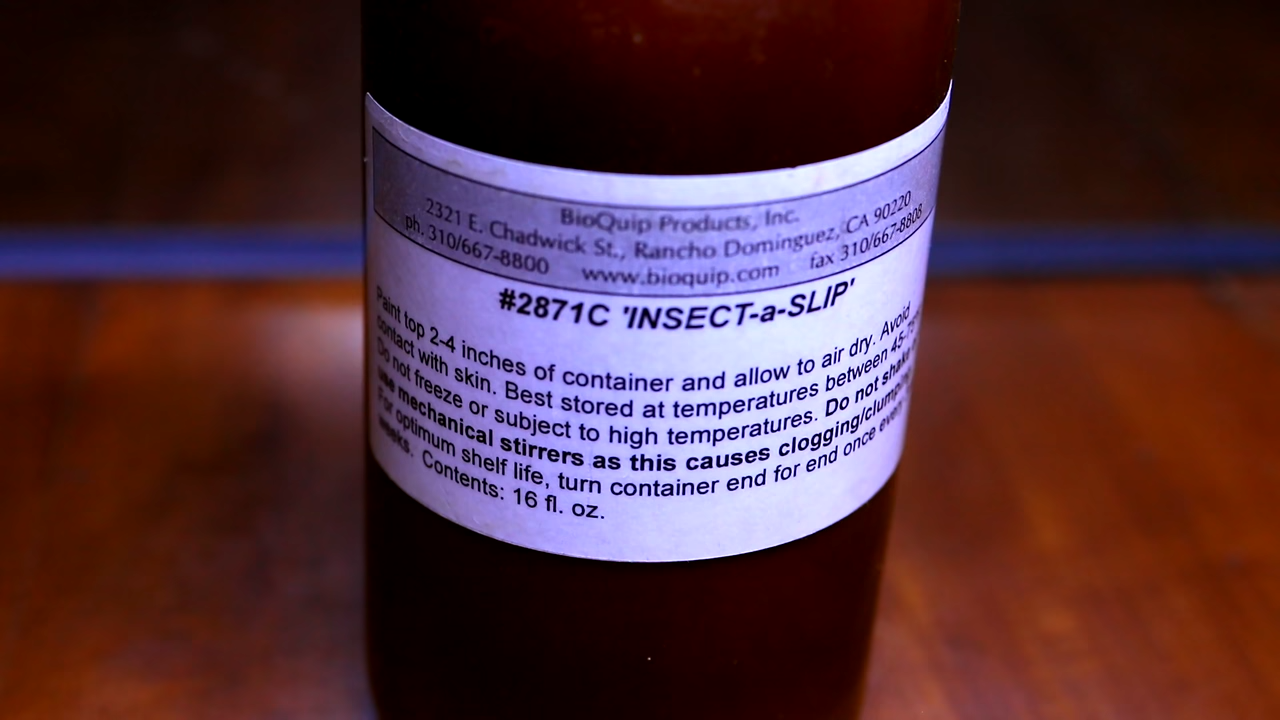 BioQuip Products, Inc.
2321 E. Chadwick St., Rancho Dominguez, CA 90220
ph. 310/667-8800 www.bioquip.com fax 310/667-8808
#2871C 'INSECT-a-SLIP'
Paint top 2-4 inches of container and allow to air dry. Avoid
contact with skin. Best stored at temperatures between
Do not freeze or subject to high temperatures. Do not shake
use mechanical stirrers as this causes clogging/clumping
For optimum shelf life, turn container end for end once every
weeks. Contents: 16 fl. oz.